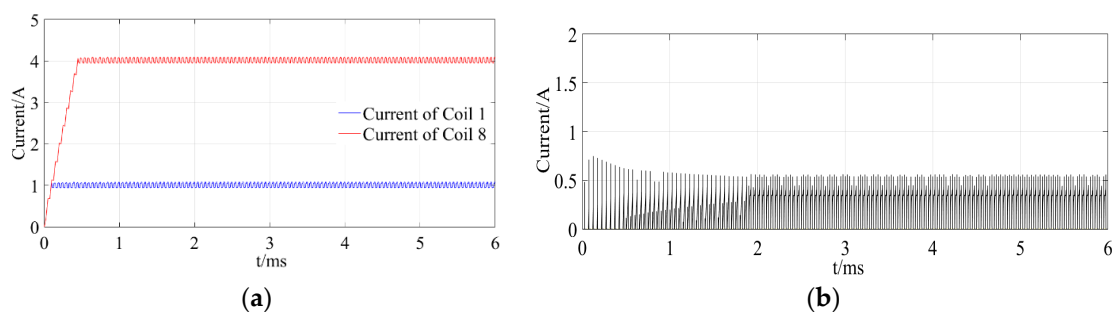 5
4
3
2
1
0
Current/A
Current of Coil 1
Current of Coil 8
0 1 2 3 4 5 6
t/ms
(a)
2
1.5
1
0.5
0
Current/A
0 1 2 3 4 5 6
t/ms
(b)